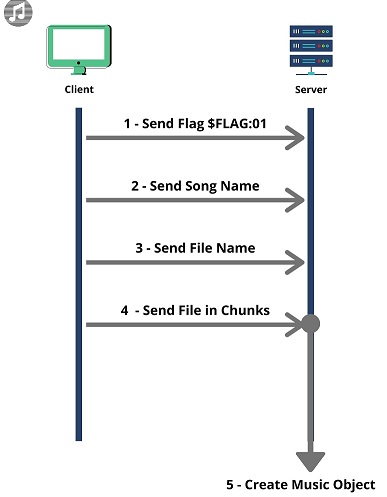 Client
Server
1 - Send Flag $FLAG:01
2 - Send Song Name
3 - Send File Name
4 - Send File in Chunks
5 - Create Music Object